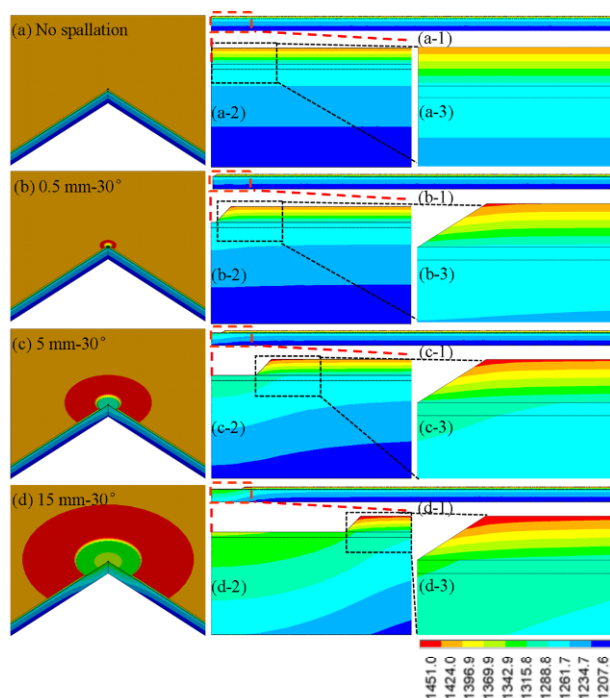 (a) No spallation
(a-1)
(a-2)
(a-3)
(b) 0.5 mm-30°
(b-1)
(b-2)
(b-3)
(c) 5 mm-30°
(c-1)
(c-2)
(c-3)
(d) 15 mm-30°
(d-1)
(d-2)
(d-3)
1451.0
1424.0
1396.9
1369.9
1342.9
1315.8
1288.8
1261.7
1234.7
1207.6